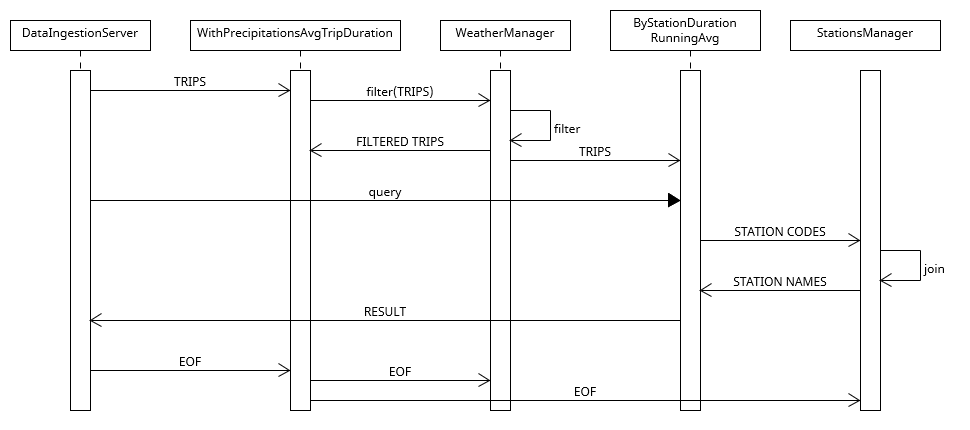 DataIngestionServer
WithPrecipitationsAvgTripDuration
WeatherManager
ByStationDuration
RunningAvg
StationsManager
TRIPS
filter(TRIPS)
filter
FILTERED TRIPS
TRIPS
query
STATION CODES
join
STATION NAMES
RESULT
EOF
EOF
EOF